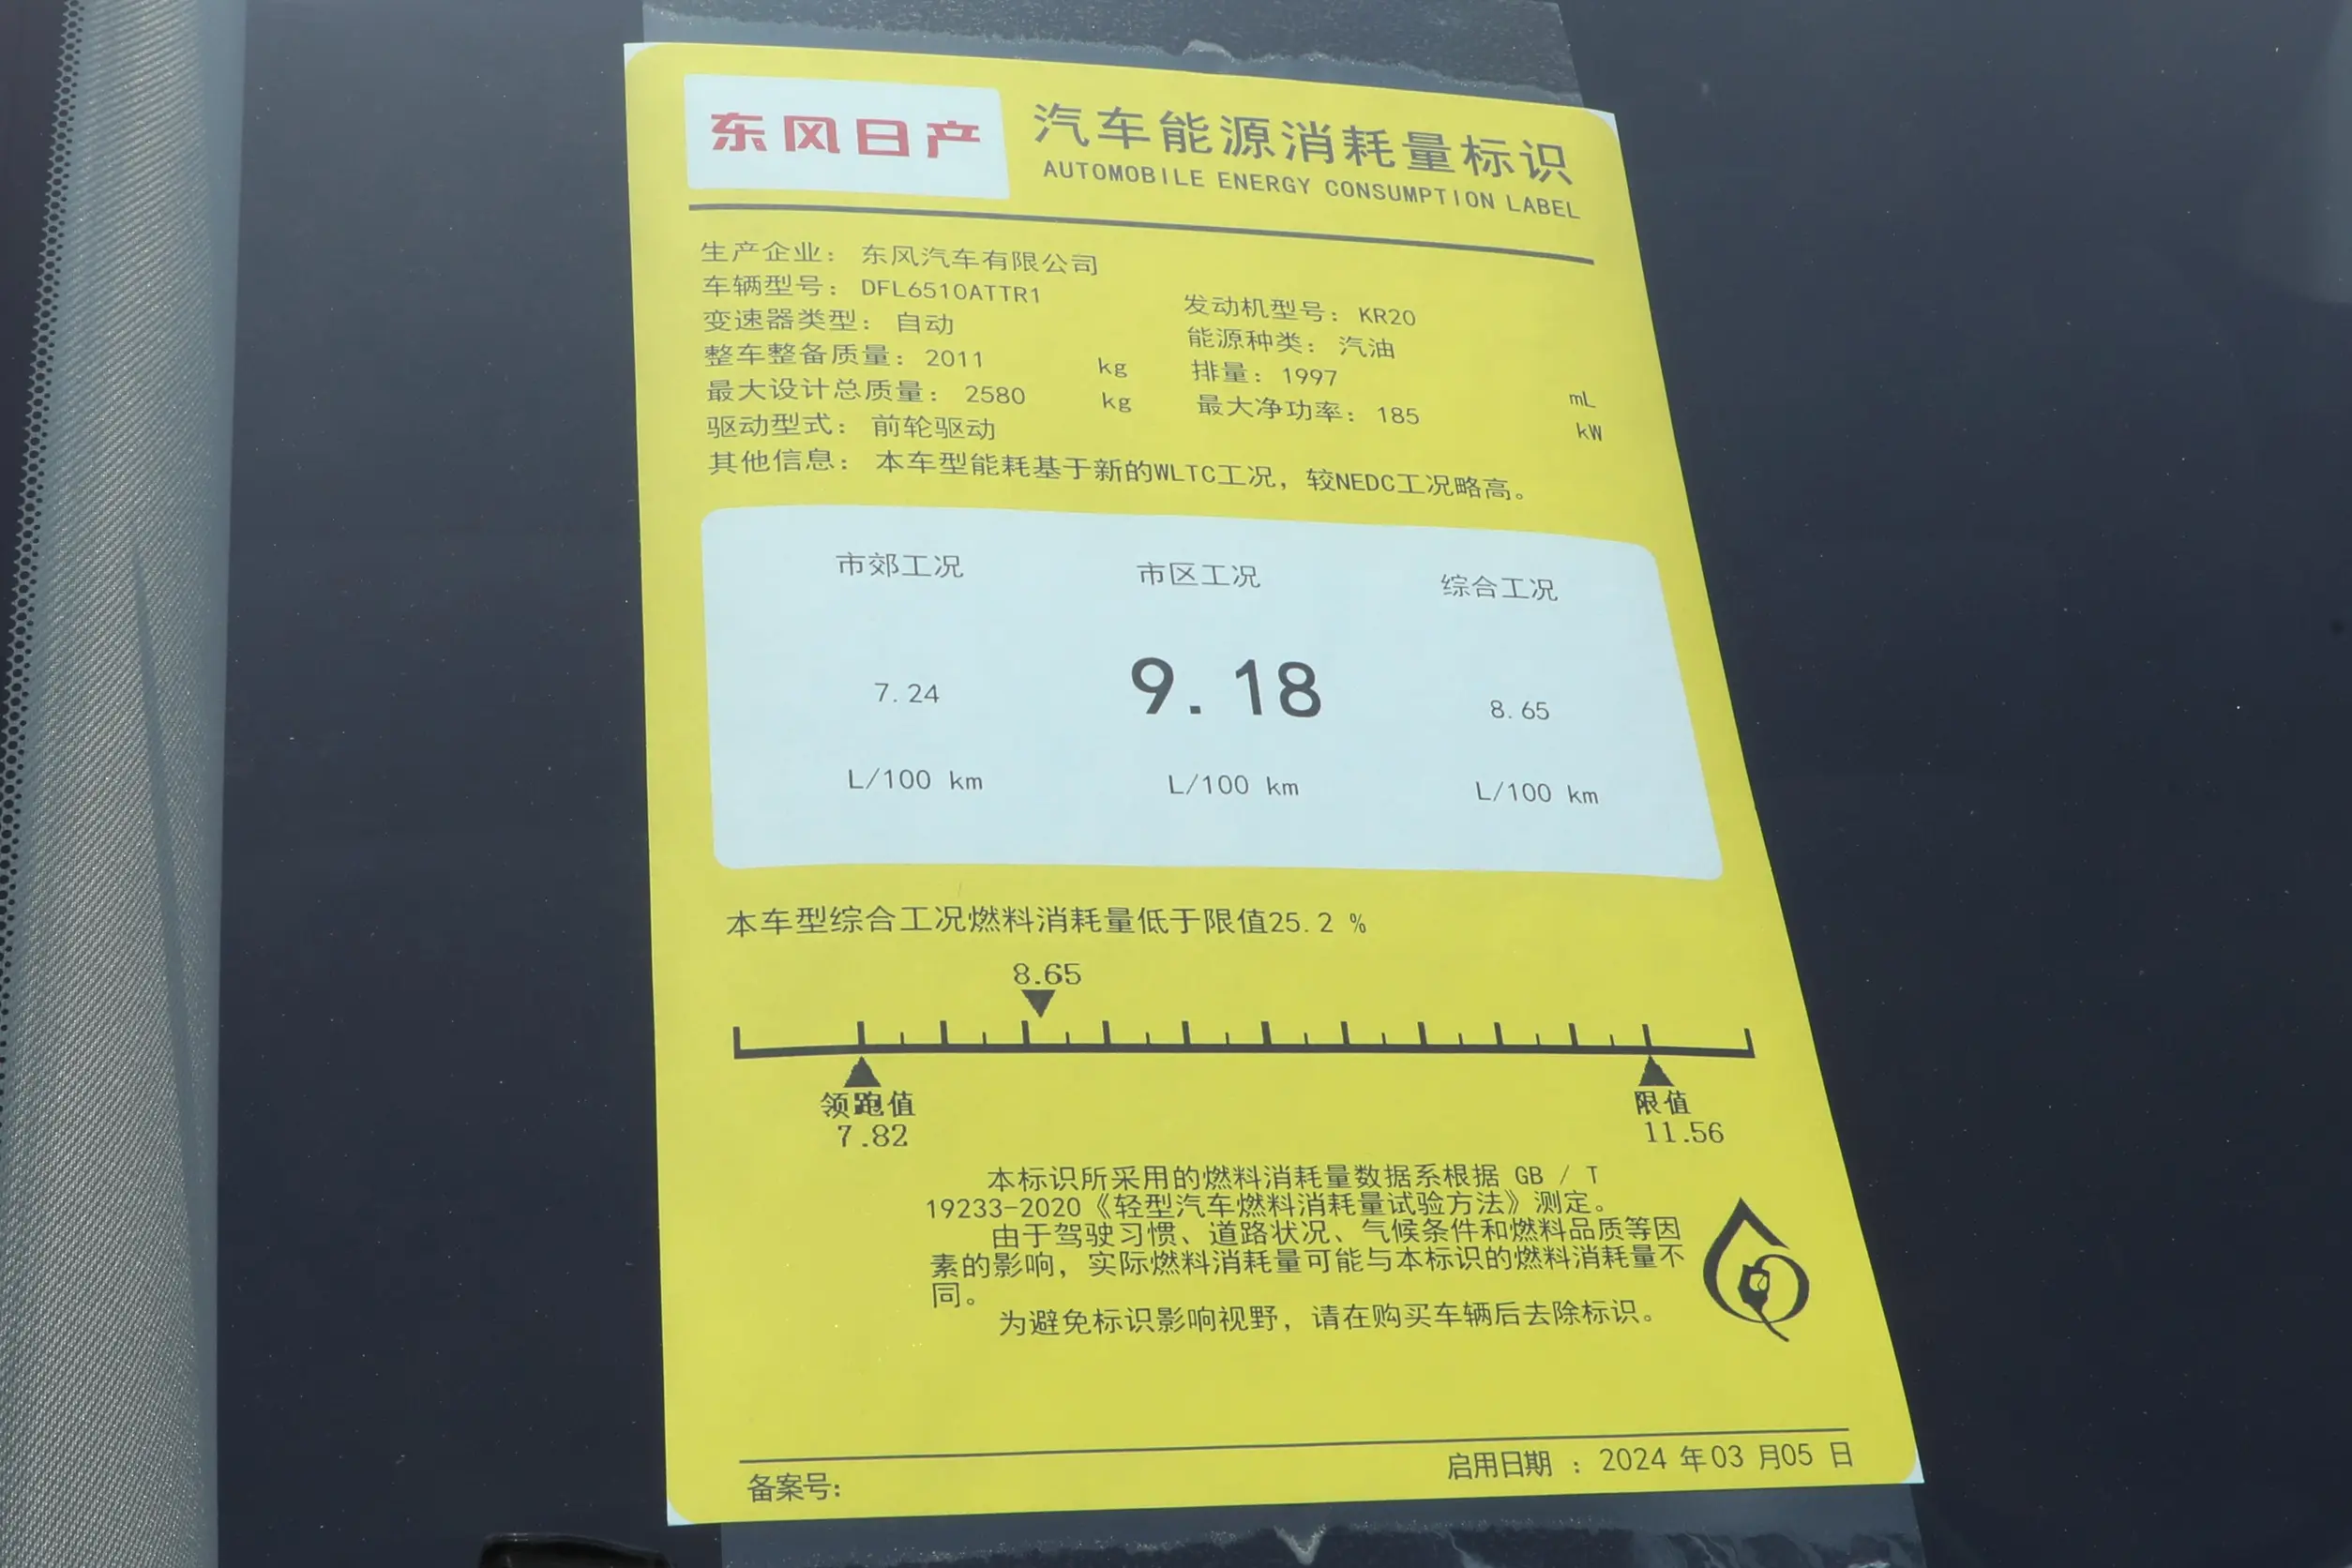 东风日产
汽车能源消耗量标识
AUTOMOBILE ENERGY CONSUMPTION LABEL
生产企业: 东风汽车有限公司
车辆型号: DFL6510ATTR1
发动机型号: KR20
变速器类型: 自动
能源种类: 汽油
整车整备质量: 2011 kg
排量: 1997 mL
最大设计总质量: 2580 kg
最大净功率: 185 kW
驱动型式: 前轮驱动
其他信息: 本车型能耗基于新的WLTC工况, 较NEDC工况略高。
市郊工况 市区工况 综合工况
7.24 9.18 8.65
L/100 km L/100 km L/100 km
本车型综合工况燃料消耗量低于限值25.2 %
8.65
领跑值 限值
7.82 11.56
本标识所采用的燃料消耗量数据系根据 GB / T
19233-2020《轻型汽车燃料消耗量试验方法》测定。
由于驾驶习惯、道路状况、气候条件和燃料品质等因
素的影响, 实际燃料消耗量可能与本标识的燃料消耗量不
同。
为避免标识影响视野, 请在购买车辆后去除标识。
备案号: 启用日期 : 2024 年03 月05 日